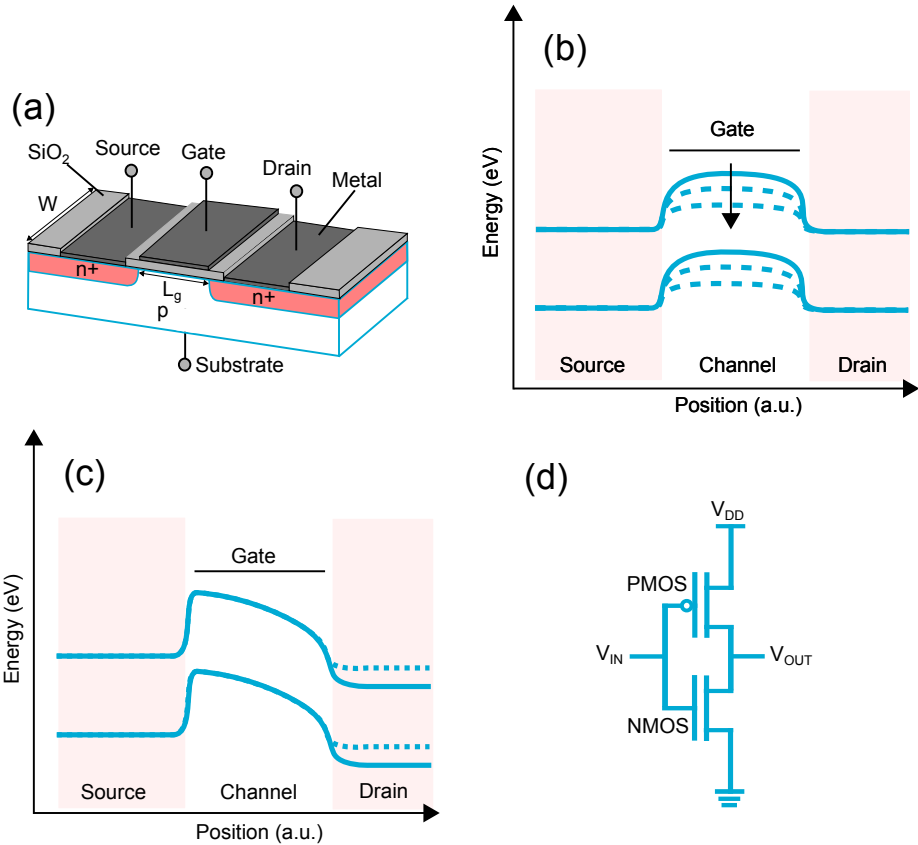 (a)
SiO2
Source
Gate
Drain
Metal
W
n+
Lg
n+
p
Substrate
(b)
Energy (eV)
Gate
Source
Channel
Drain
Position (a.u.)
(c)
Energy (eV)
Gate
Source
Channel
Drain
Position (a.u.)
(d)
VDD
PMOS
VIN
VOUT
NMOS